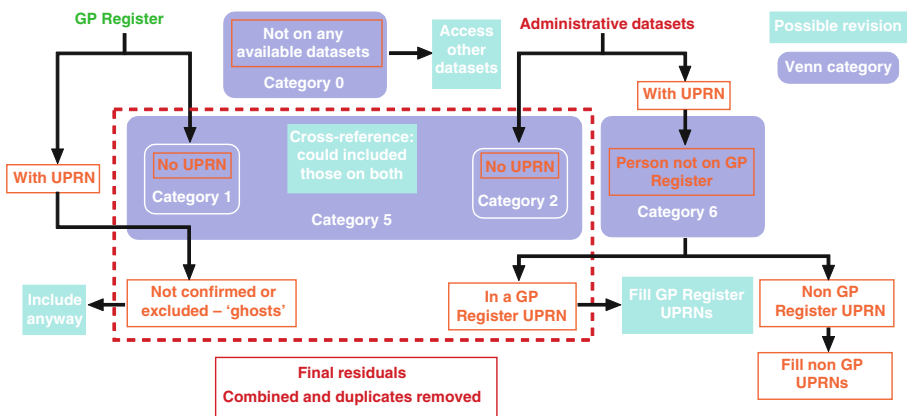 GP Register
Not on any
available datasets
Category 0
Access
other
datasets
Administrative datasets
Possible revision
Venn category
With UPRN
Cross-reference:
could included
those on both
With UPRN
No UPRN
Category 1
No UPRN
Category 2
Category 5
Person not on GP
Register
Category 6
Include
anyway
Not confirmed or
excluded – ‘ghosts’
In a GP
Register UPRN
Fill GP Register
UPRNs
Non GP
Register UPRN
Fill non GP
UPRNs
Final residuals
Combined and duplicates removed